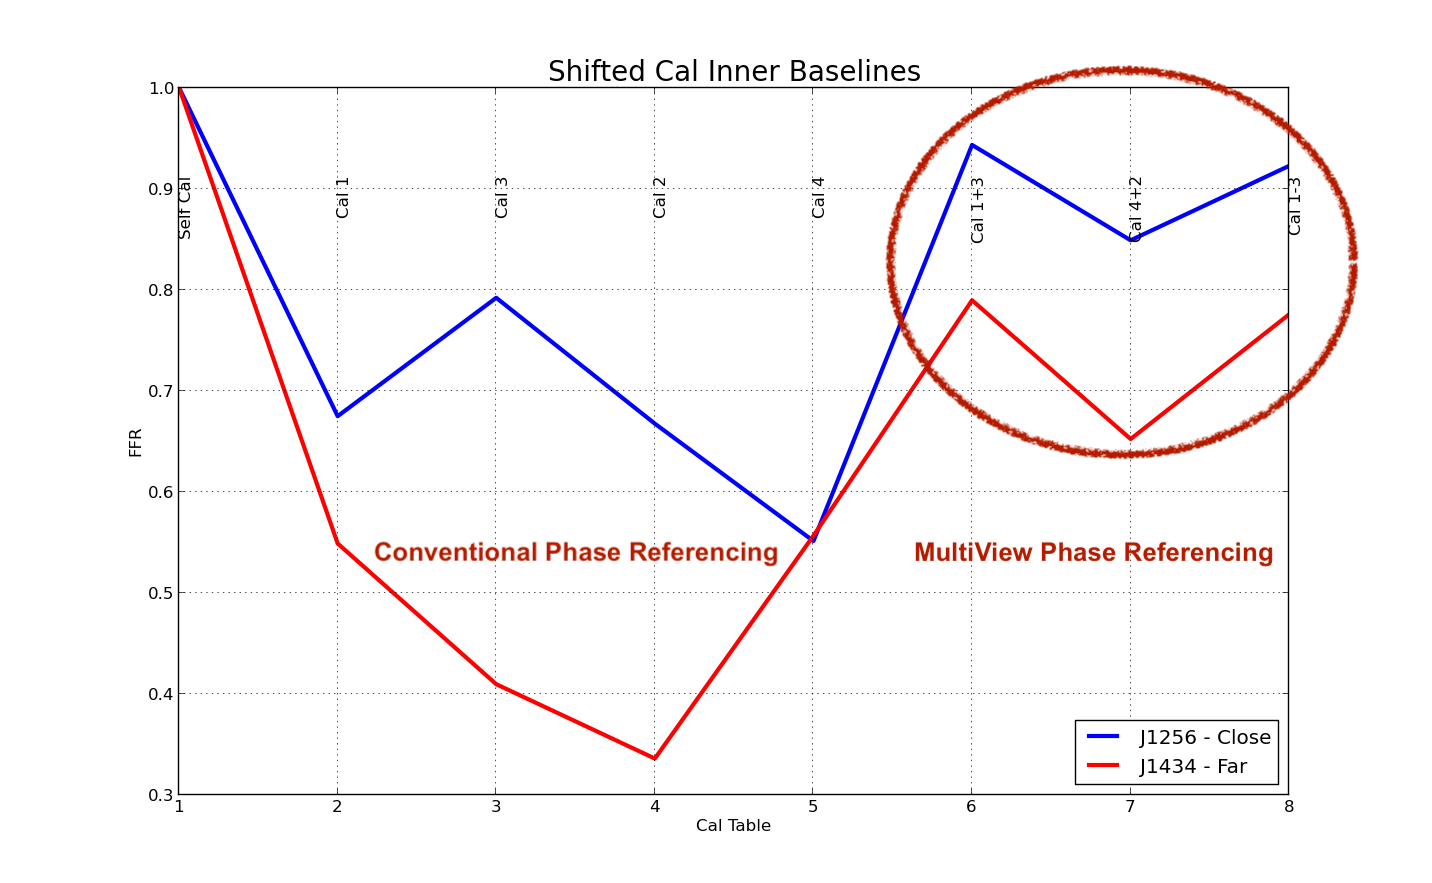 Shifted Cal Inner Baselines
1.0
0.9
0.8
0.7
0.6
0.5
0.4
0.3
FFR
Self Cal
Cal 1
Cal 3
Cal 2
Cal 4
Cal 1+3
Cal 4+2
Cal 1-3
Conventional Phase Referencing
MultiView Phase Referencing
J1256 - Close
J1434 - Far
1 2 3 4 5 6 7 8
Cal Table